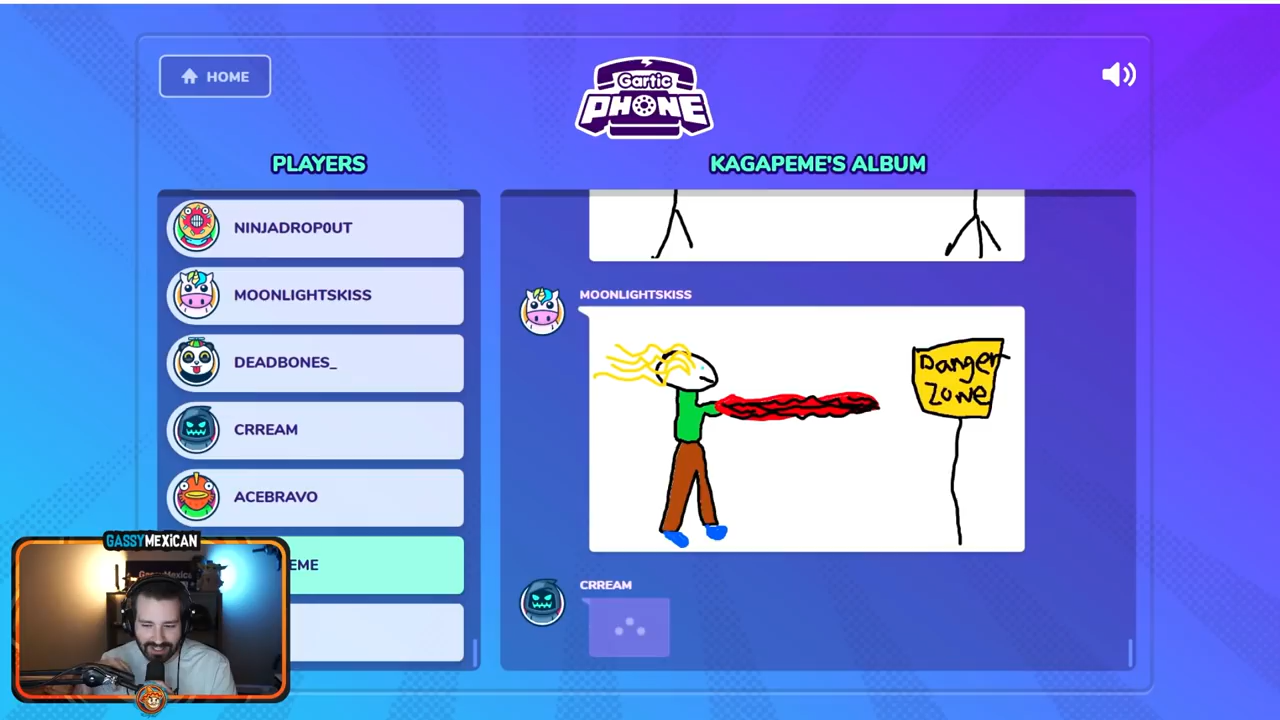 HOME
Gartic
PHONE
PLAYERS
KAGAPEME'S ALBUM
NINJADROP0UT
MOONLIGHTSKISS
DEADBONES_
CRREAM
ACEBRAVO
EME
MOONLIGHTSKISS
Danger
Zone
CRREAM
GASSYMEXICAN